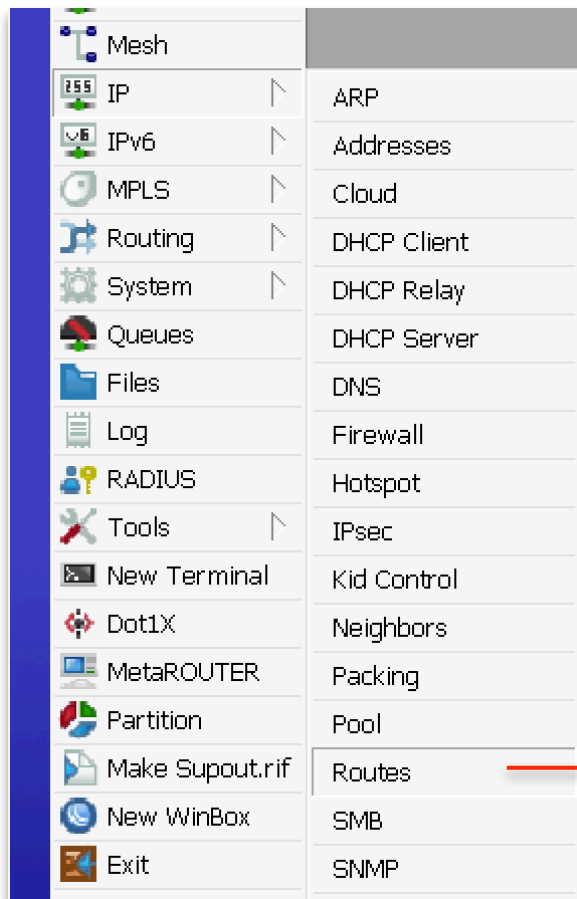 Mesh
IP
IPv6
MPLS
Routing
System
Queues
Files
Log
RADIUS
Tools
New Terminal
Dot1X
MetaROUTER
Partition
Make Supout.rif
New WinBox
Exit
ARP
Addresses
Cloud
DHCP Client
DHCP Relay
DHCP Server
DNS
Firewall
Hotspot
IPsec
Kid Control
Neighbors
Packing
Pool
Routes
SMB
SNMP